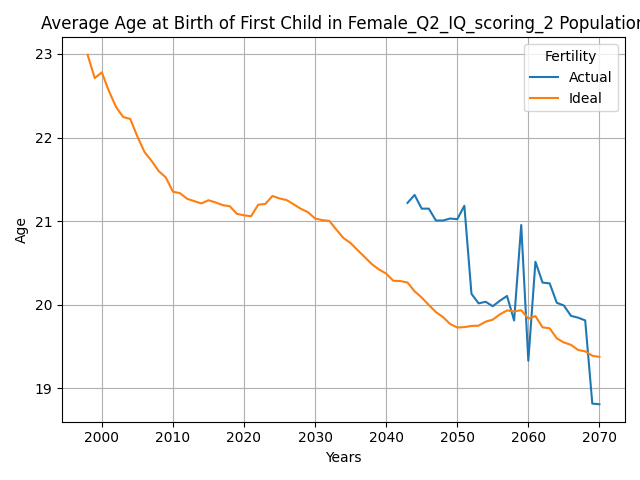 Average Age at Birth of First Child in Female_Q2_IQ_scoring_2 Population
Fertility
Actual
Ideal
23
22
21
20
19
Age
2000 2010 2020 2030 2040 2050 2060 2070
Years